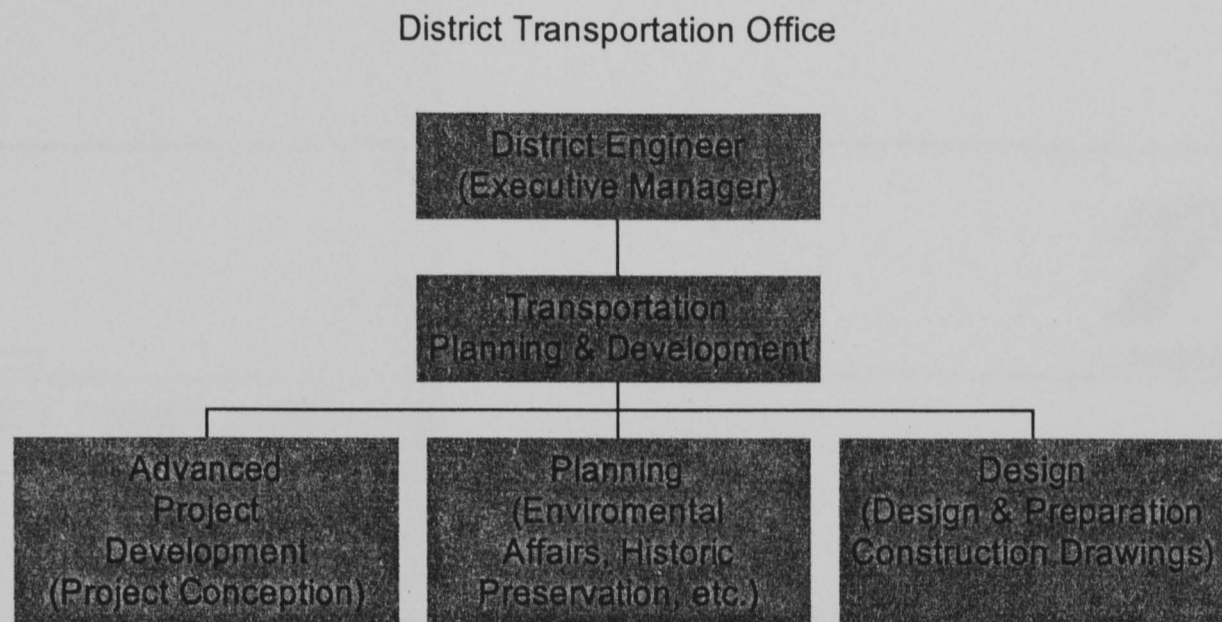 District Transportation Office
District Engineer
(Executive Manager)
Transportation
Planning & Development
Advanced
Project
Development
(Project Conception)
Planning
(Enviromental
Affairs, Historic
Preservation, etc.)
Design
(Design & Preparation
Construction Drawings)